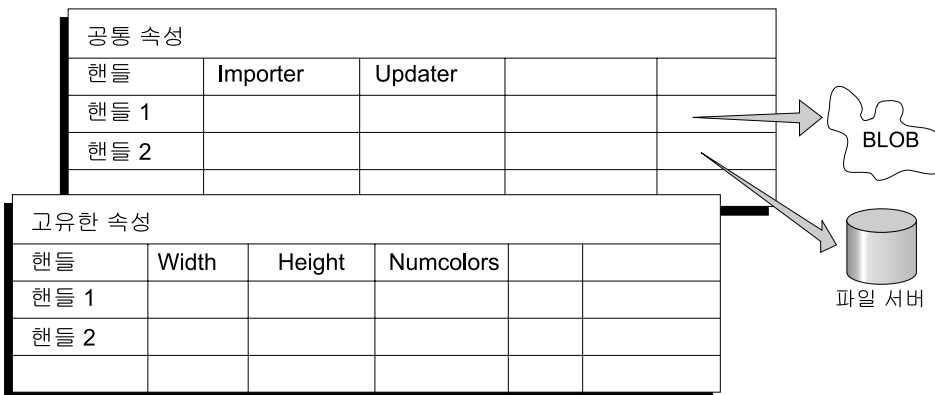 공통 속성
핸들 Importer Updater
핸들 1
핸들 2
BLOB
파일 서버
고유한 속성
핸들 Width Height Numcolors
핸들 1
핸들 2